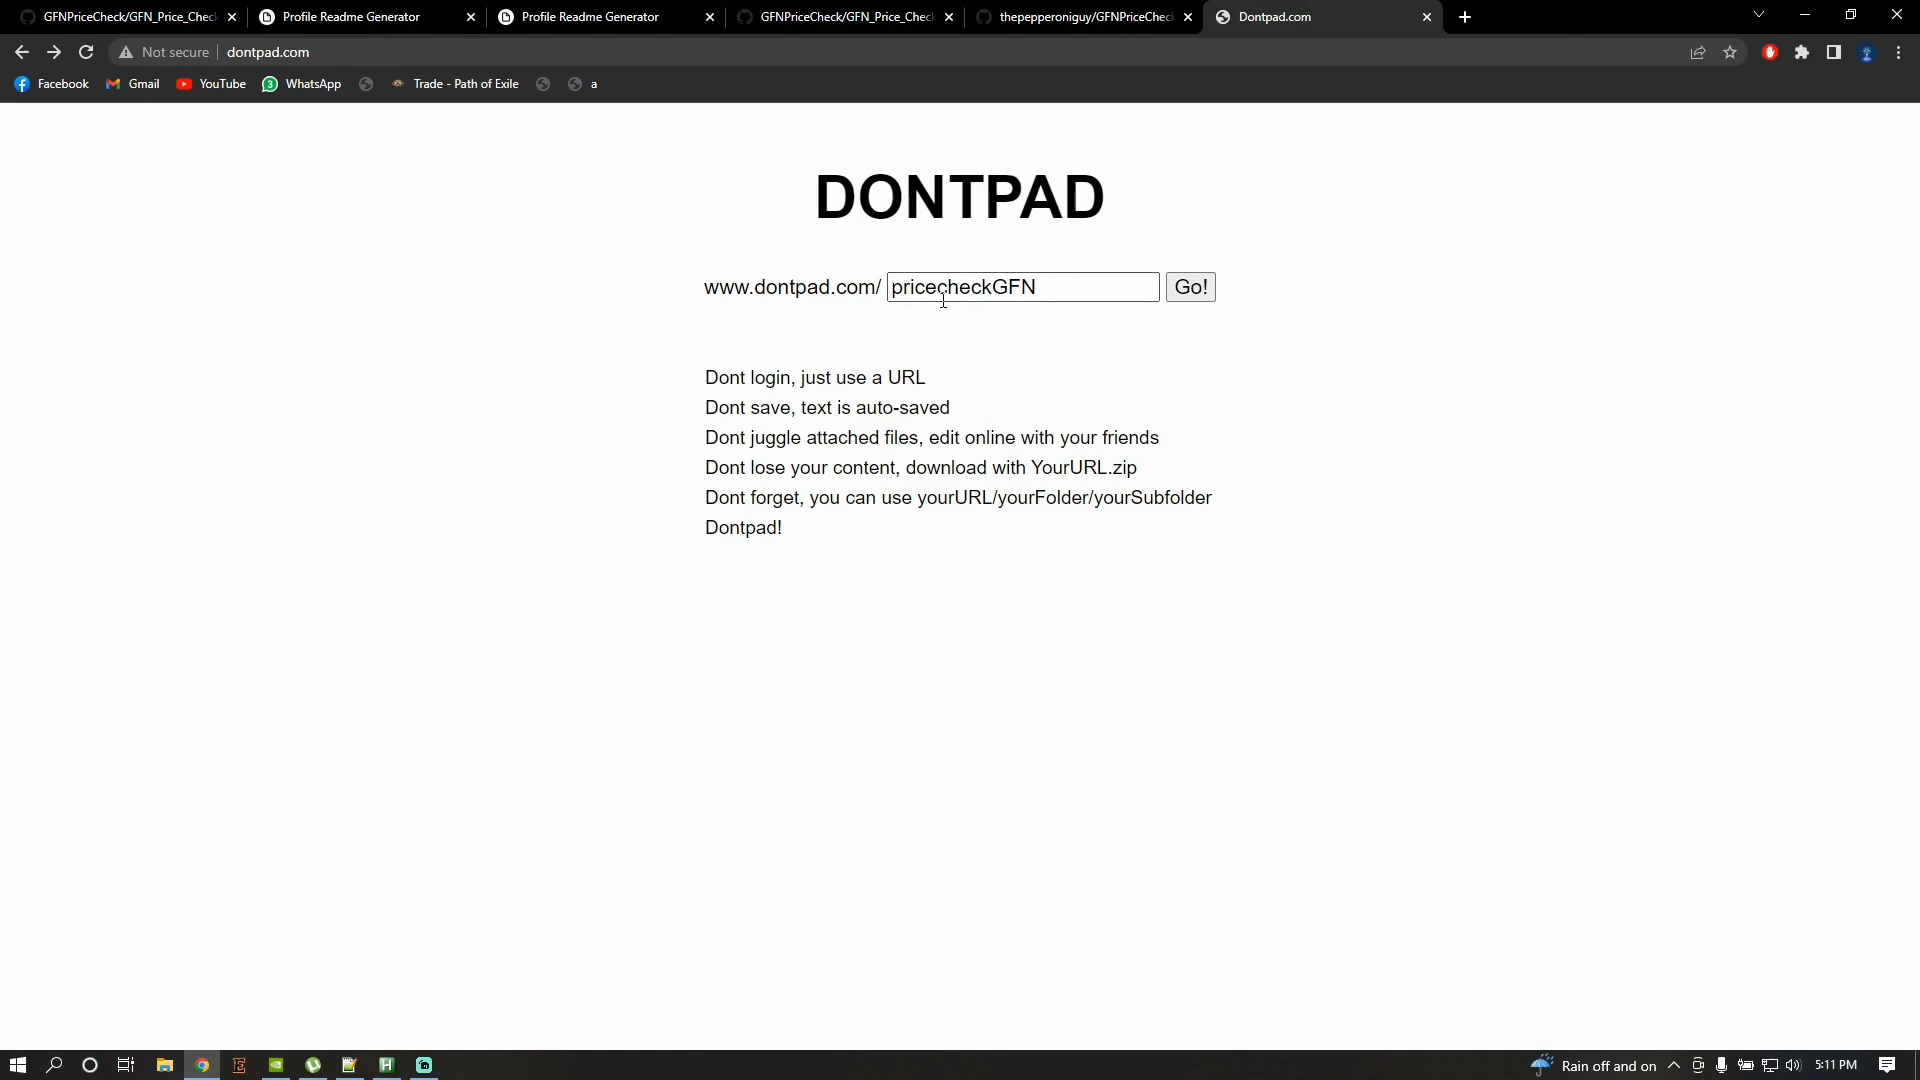 GFNPriceCheck/GFN_Price_Chec
Profile Readme Generator
Profile Readme Generator
GFNPriceCheck/GFN_Price_Check
thepepperoniguy/GFNPriceChec
Dontpad.com
Not secure
dontpad.com
Facebook
Gmail
YouTube
3
WhatsApp
Trade - Path of Exile
a
DONTPAD
www.dontpad.com/
pricecheckGFN
Go!
Dont login, just use a URL
Dont save, text is auto-saved
Dont juggle attached files, edit online with your friends
Dont lose your content, download with YourURL.zip
Dont forget, you can use yourURL/yourFolder/yourSubfolder
Dontpad!
E
H
Rain off and on
5:11 PM